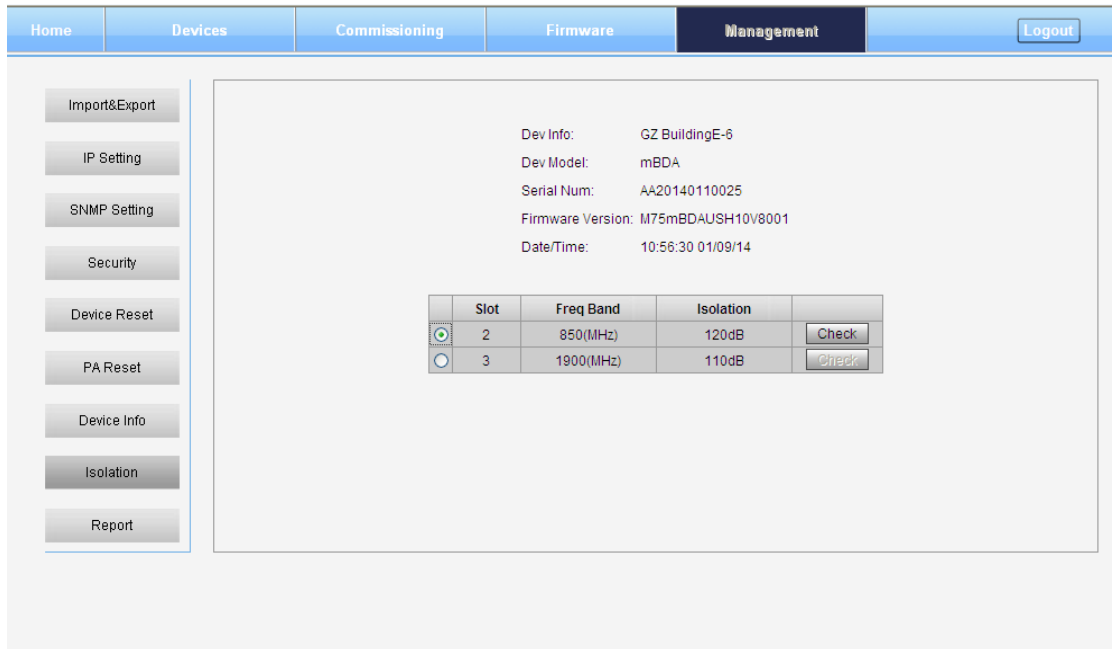 Home Devices Commissioning Firmware Management Logout
Import&Export
IP Setting
SNMP Setting
Security
Device Reset
PA Reset
Device Info
Isolation
Report
Dev Info: GZ BuildingE-6
Dev Model: mBDA
Serial Num: AA20140110025
Firmware Version: M75mBDAUSH10V8001
Date/Time: 10:56:30 01/09/14
Slot Freq Band Isolation
2 850(MHz) 120dB Check
3 1900(MHz) 110dB Check